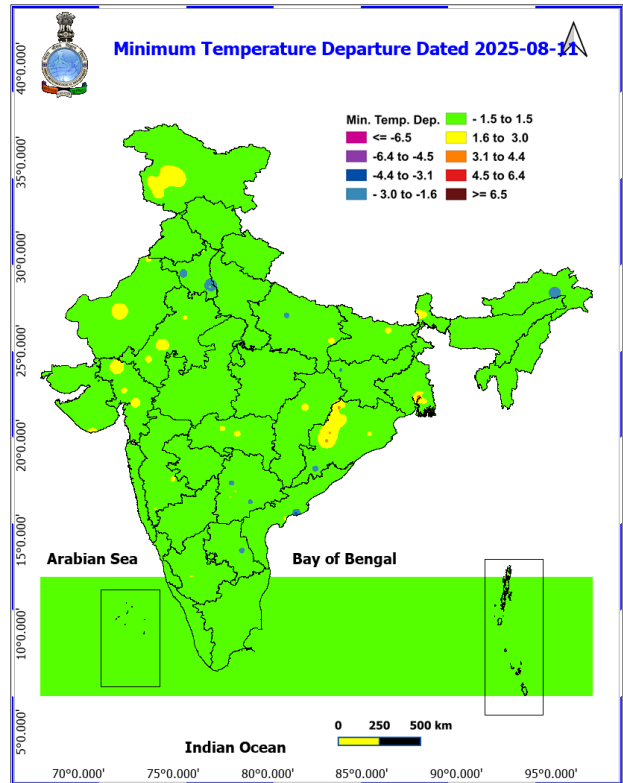 Minimum Temperature Departure Dated 2025-08-11
Min. Temp. Dep.
<= -6.5
-6.4 to -4.5
-4.4 to -3.1
- 3.0 to -1.6
- 1.5 to 1.5
1.6 to 3.0
3.1 to 4.4
4.5 to 6.4
>= 6.5
40°0.000'
35°0.000'
30°0.000'
25°0.000'
20°0.000'
15°0.000'
10°0.000'
5°0.000'
Arabian Sea
Bay of Bengal
0 250 500 km
Indian Ocean
70°0.000' 75°0.000' 80°0.000' 85°0.000' 90°0.000' 95°0.000'